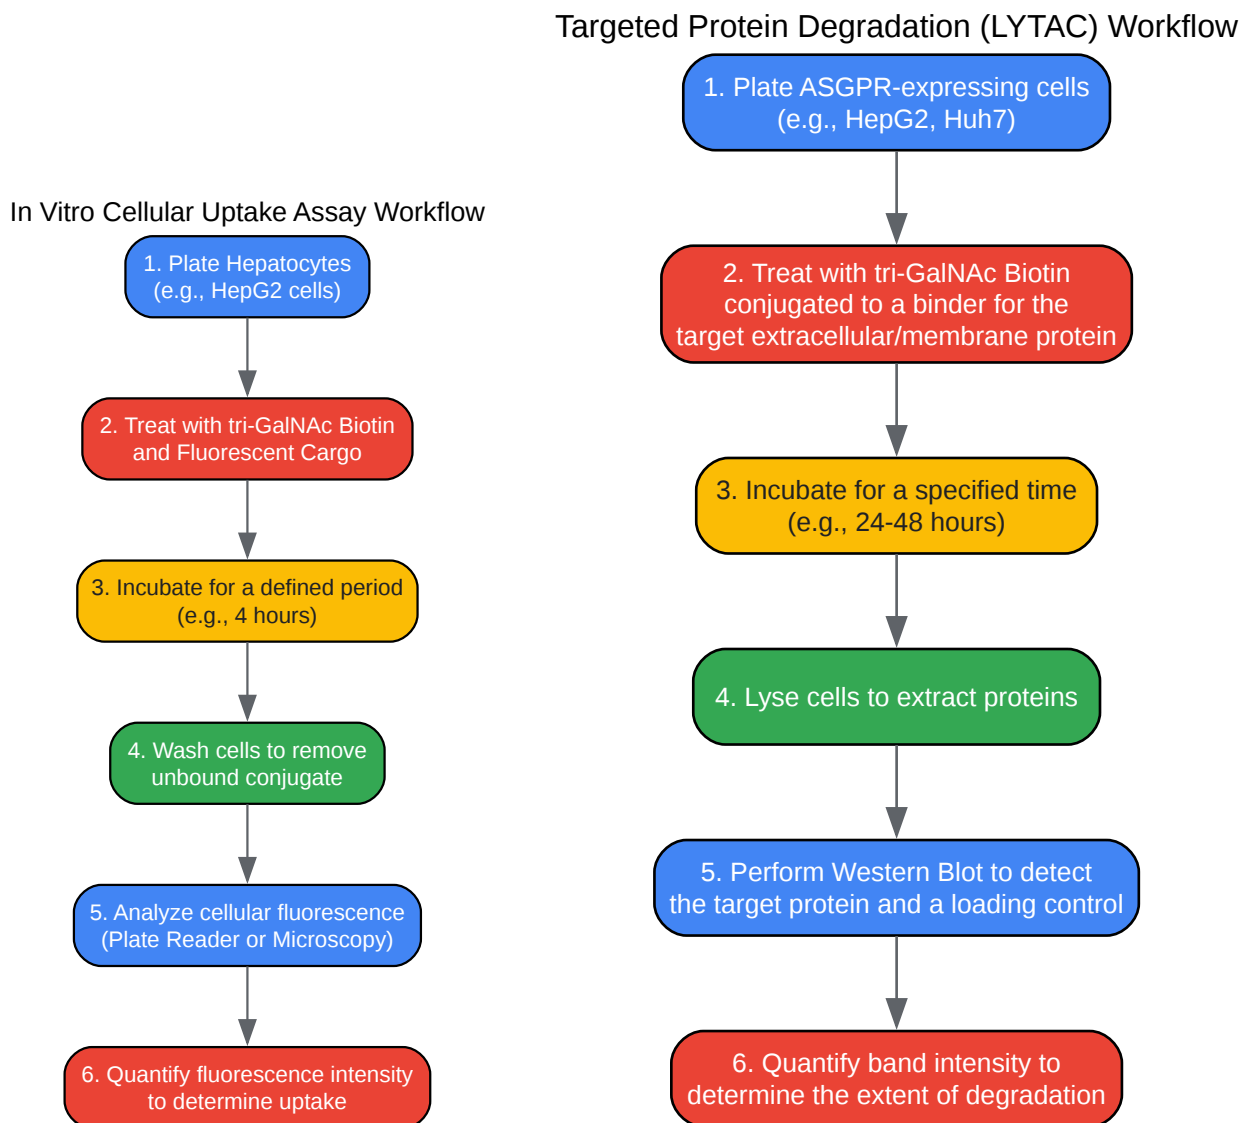 In Vitro Cellular Uptake Assay Workflow
1. Plate Hepatocytes
(e.g., HepG2 cells)
2. Treat with tri-GalNAc Biotin
and Fluorescent Cargo
3. Incubate for a defined period
(e.g., 4 hours)
4. Wash cells to remove
unbound conjugate
5. Analyze cellular fluorescence
(Plate Reader or Microscopy)
6. Quantify fluorescence intensity
to determine uptake
Targeted Protein Degradation (LYTAC) Workflow
1. Plate ASGPR-expressing cells
(e.g., HepG2, Huh7)
2. Treat with tri-GalNAc Biotin
conjugated to a binder for the
target extracellular/membrane protein
3. Incubate for a specified time
(e.g., 24-48 hours)
4. Lyse cells to extract proteins
5. Perform Western Blot to detect
the target protein and a loading control
6. Quantify band intensity to
determine the extent of degradation